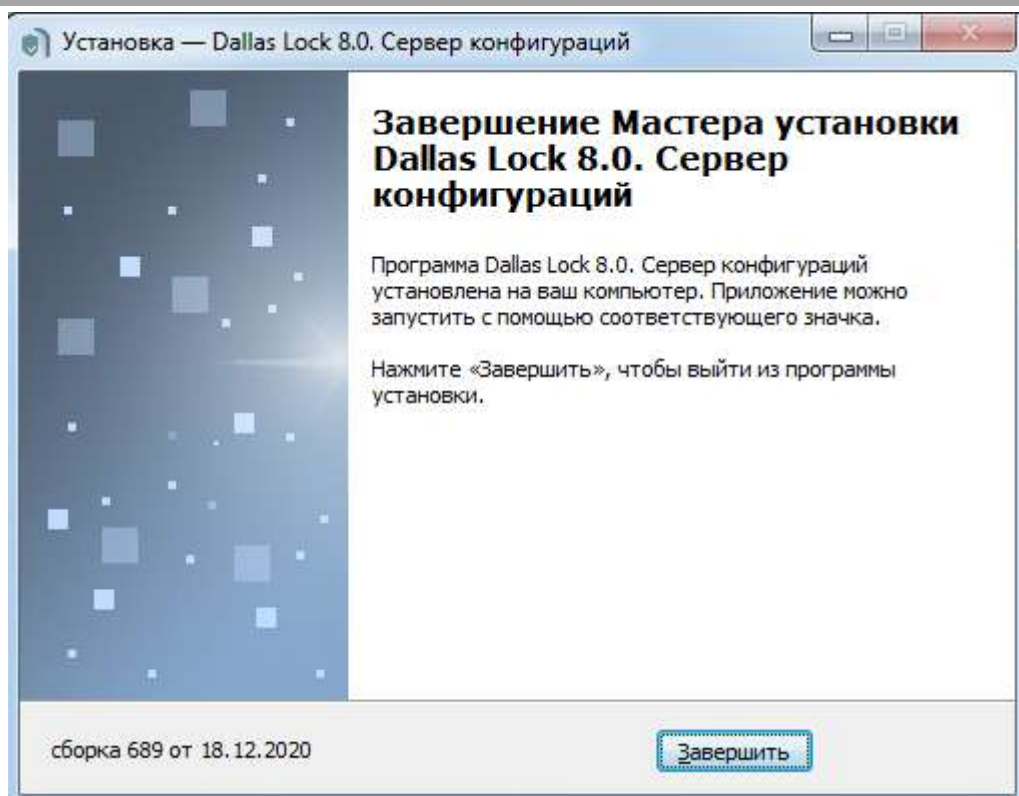 Установка — Dallas Lock 8.0. Сервер конфигураций
Завершение Мастера установки
Dallas Lock 8.0. Сервер
конфигураций
Программа Dallas Lock 8.0. Сервер конфигураций
установлена на ваш компьютер. Приложение можно
запустить с помощью соответствующего значка.
Нажмите «Завершить», чтобы выйти из программы
установки.
сборка 689 от 18.12.2020
Завершить